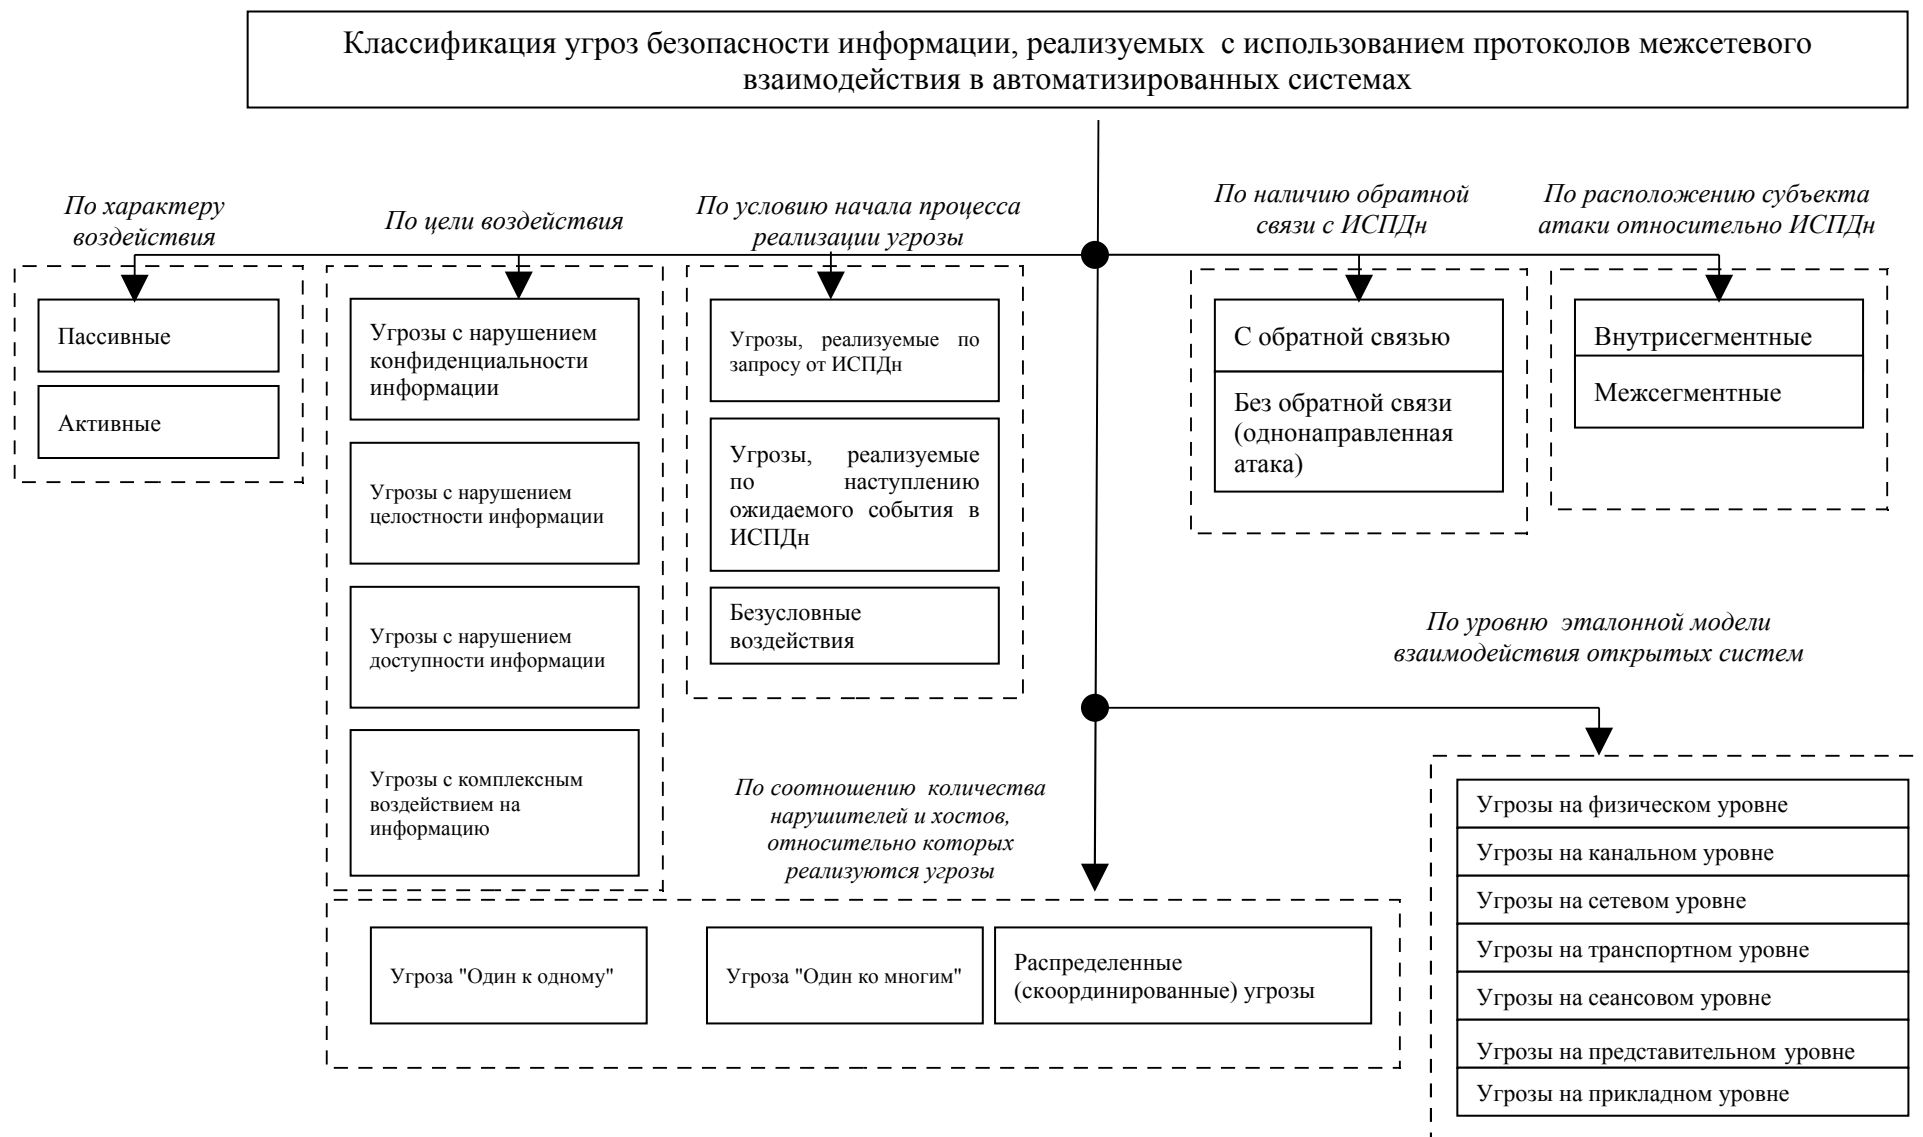 Классификация угроз безопасности информации, реализуемых с использованием протоколов межсетевого
взаимодействия в автоматизированных системах
По характеру
воздействия
Пассивные
Активные
По цели воздействия
Угрозы с нарушением
конфиденциальности
информации
Угрозы с нарушением
целостности информации
Угрозы с нарушением
доступности информации
Угрозы с комплексным
воздействием на
информацию
По условию начала процесса
реализации угрозы
Угрозы, реализуемые по
запросу от ИСПДн
Угрозы, реализуемые
по наступлению
ожидаемого события в
ИСПДн
Безусловные
воздействия
По наличию обратной
связи с ИСПДн
С обратной связью
Без обратной связи
(однонаправленная
атака)
По расположению субъекта
атаки относительно ИСПДн
Внутрисегментные
Межсегментные
По соотношению количества
нарушителей и хостов,
относительно которых
реализуются угрозы
Угроза "Один к одному"
Угроза "Один ко многим"
Распределенные
(скоординированные) угрозы
По уровню эталонной модели
взаимодействия открытых систем
Угрозы на физическом уровне
Угрозы на канальном уровне
Угрозы на сетевом уровне
Угрозы на транспортном уровне
Угрозы на сеансовом уровне
Угрозы на представительном уровне
Угрозы на прикладном уровне